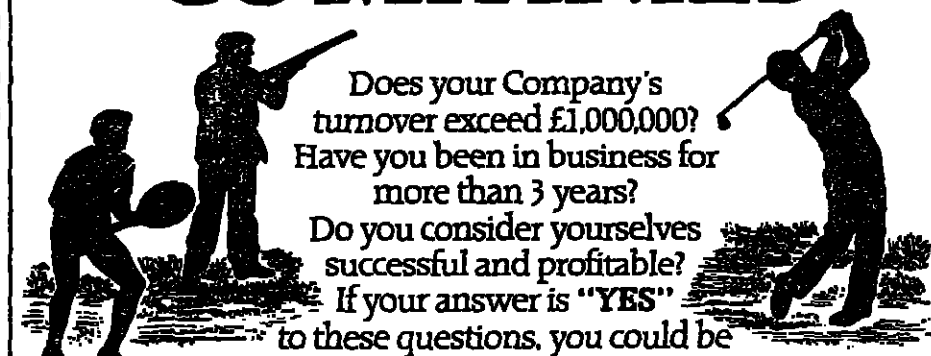 Does your Company's
turnover exceed £1,000,000?
Have you been in business for
more than 3 years?
Do you consider yourselves
successful and profitable?
If your answer is "YES"
to these questions, you could be